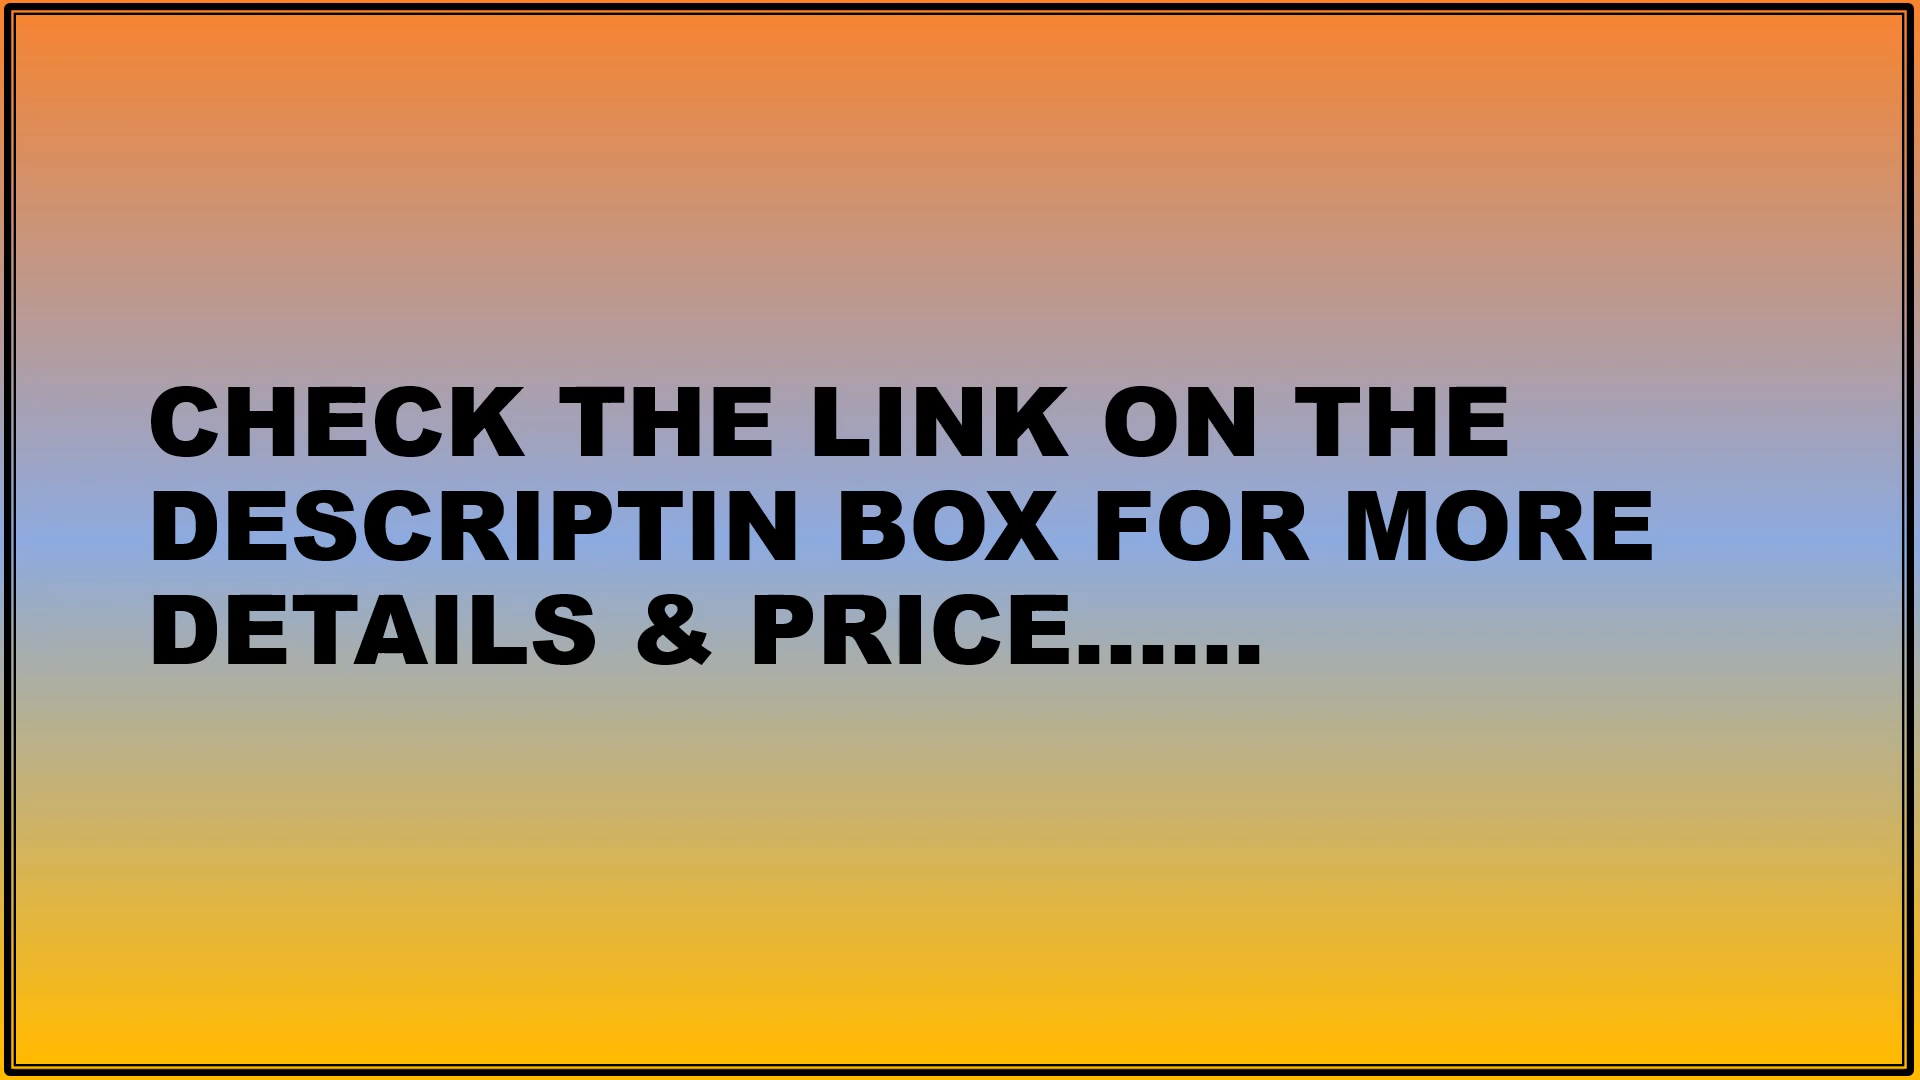 CHECK THE LINK ON THE
DESCRIPTIN BOX FOR MORE
DETAILS & PRICE......